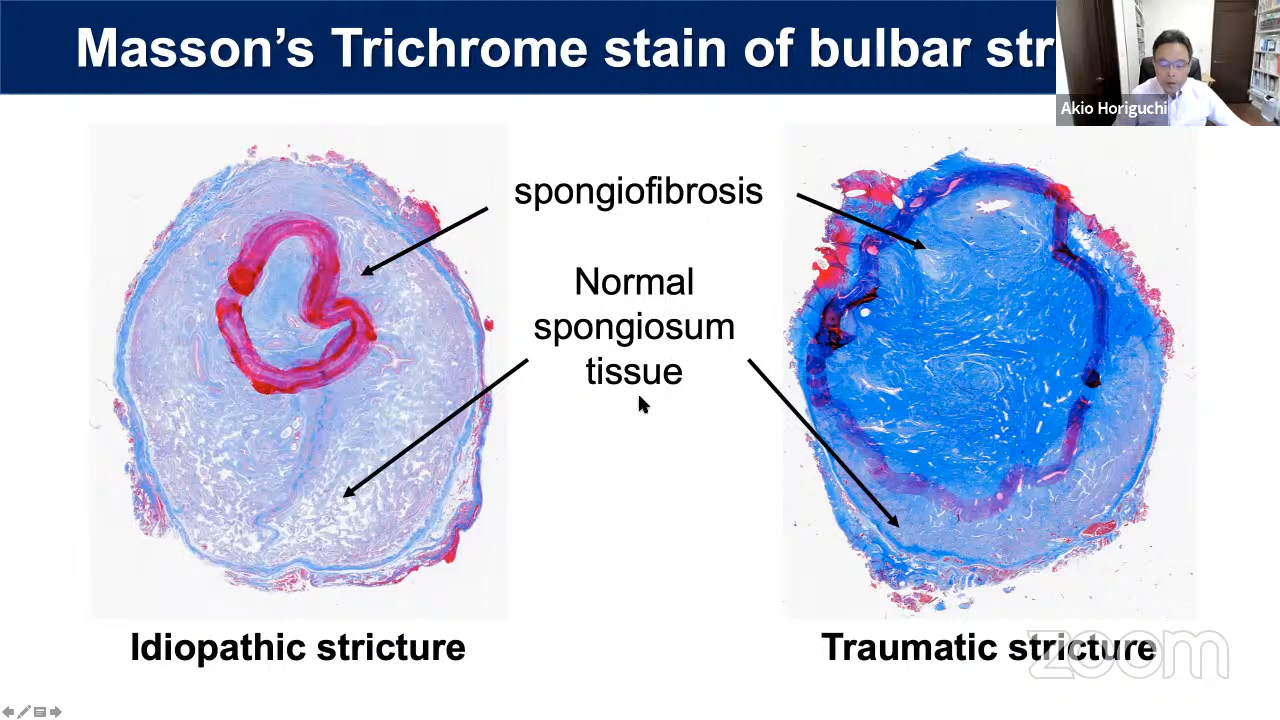 Masson's Trichrome stain of bulbar str
Akio Horiguchi
spongiofibrosis
Normal
spongiosum
tissue
Idiopathic stricture
Traumatic stricture
zoom